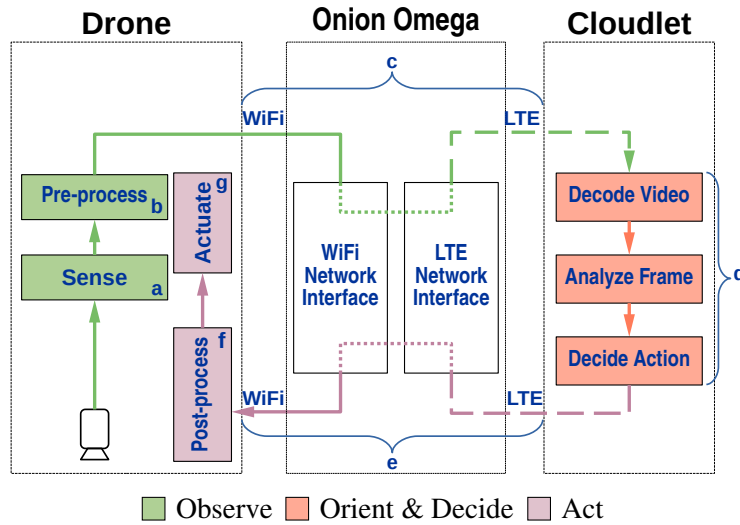 Drone
Onion Omega
Cloudlet
c
WiFi
LTE
Pre-process
b
Actuate
g
Sense
a
WiFi
Network
Interface
LTE
Network
Interface
Decode Video
Analyze Frame
Decide Action
d
Post-process
f
WiFi
LTE
e
Observe
Orient & Decide
Act